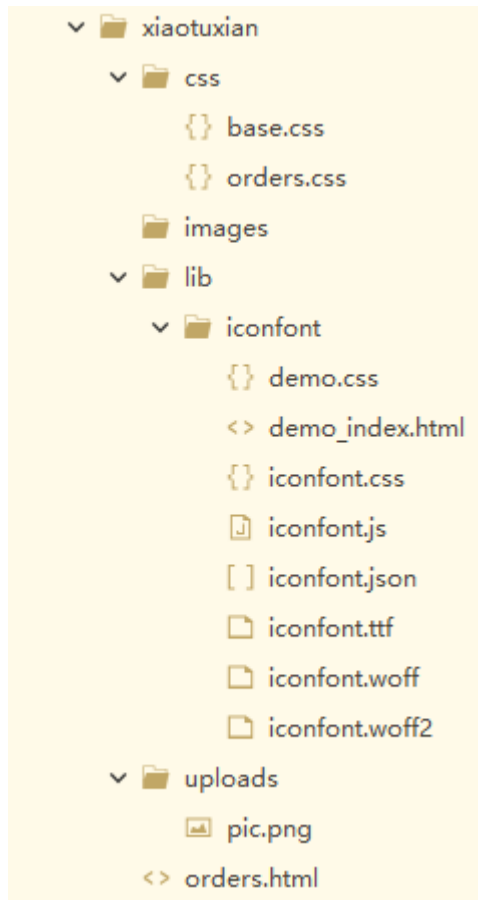 xiaotuxian
css
{} base.css
{} orders.css
images
lib
iconfont
{} demo.css
<> demo_index.html
{} iconfont.css
J iconfont.js
[ ] iconfont.json
iconfont.ttf
iconfont.woff
iconfont.woff2
uploads
pic.png
<> orders.html